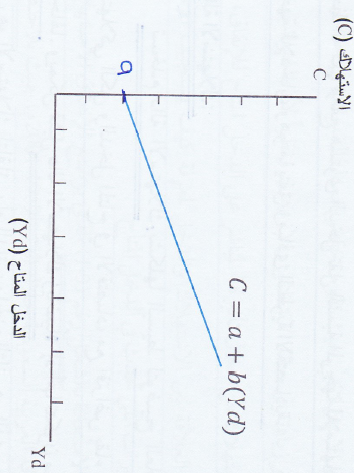 الاستهلاك (C)
C
a
C = a + b(Yd)
الدخل المتاح (Yd)
Yd